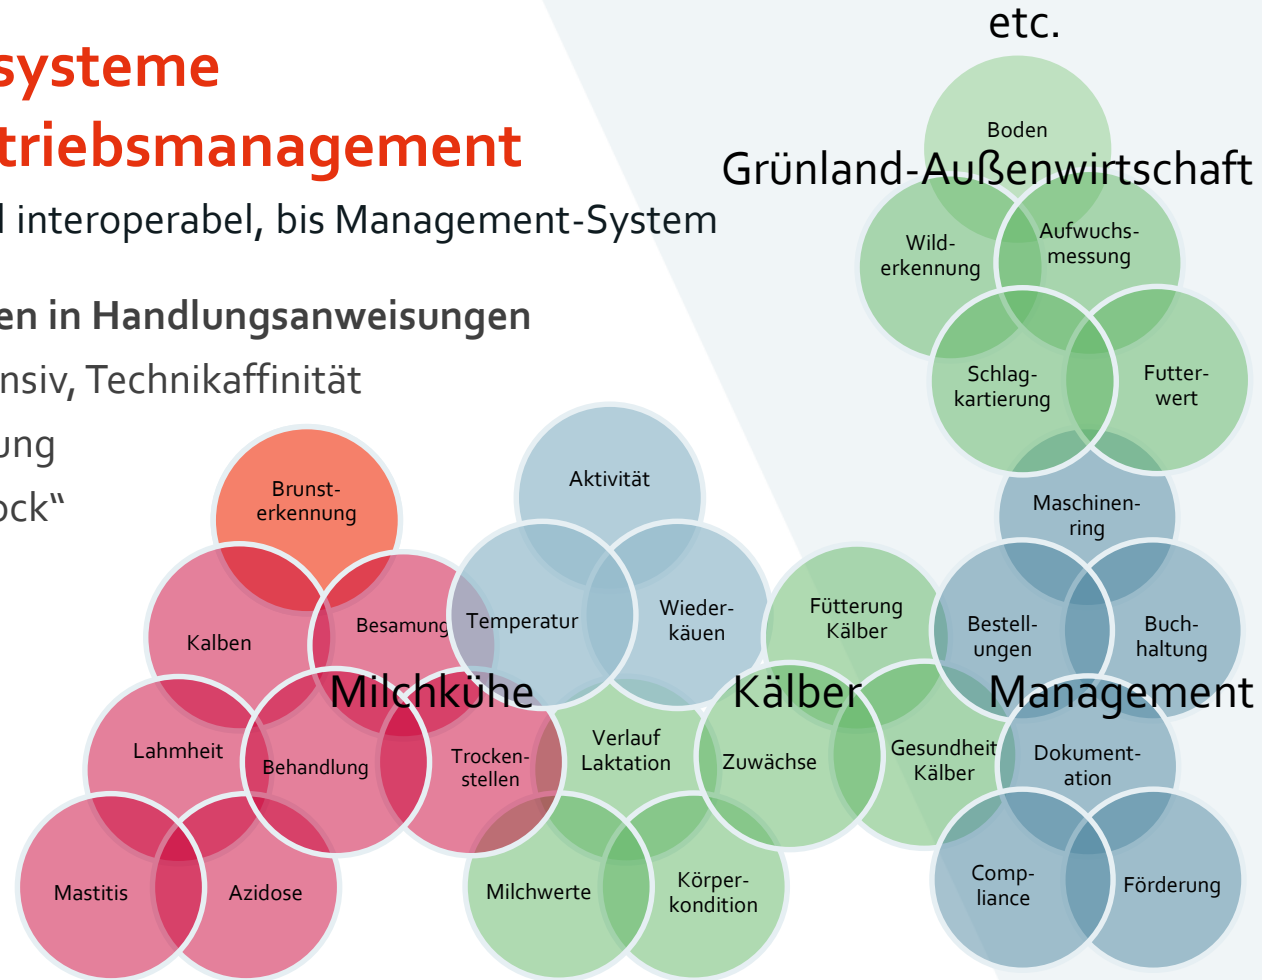 etc.
systeme
triebsmanagement
interoperabel, bis Management-System
en in Handlungsanweisungen
nsiv, Technikaffinität
ung
ock“
Boden
Grünland-Außenwirtschaft
Wild-
erkennung
Aufwuchs-
messung
Schlag-
kartierung
Futter-
wert
Brunst-
erkennung
Aktivität
Maschinen-
ring
Kalben
Besamung
Temperatur
Wieder-
käuen
Fütterung
Kälber
Bestell-
ungen
Buch-
haltung
Milchkühe
Kälber
Management
Lahmheit
Behandlung
Trocken-
stellen
Verlauf
Laktation
Zuwächse
Gesundheit
Kälber
Dokument-
ation
Mastitis
Azidose
Milchwerte
Körper-
kondition
Comp-
liance
Förderung